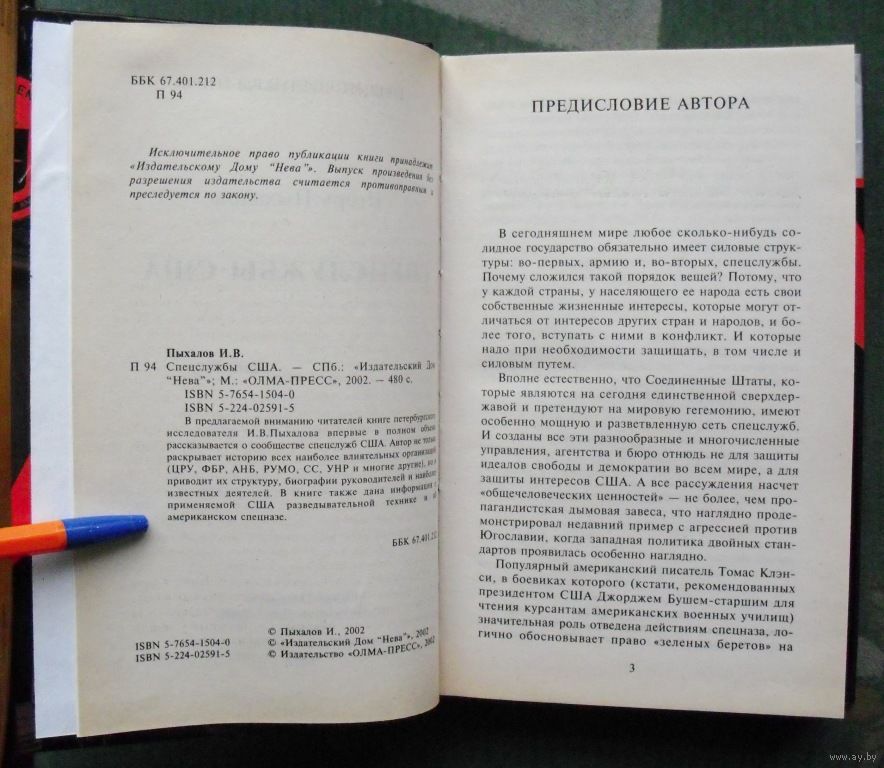 ББК 67.401.212
П 94
Исключительное право публикации книги принадлежит
«Издательскому Дому "Нева"». Выпуск произведения без
разрешения издательства считается противоправным и
преследуется по закону.
Пыхалов И.В.
П 94 Спецслужбы США. — СПб.: «Издательский Дом
"Нева"»; М.: «ОЛМА-ПРЕСС», 2002. — 480 с.
ISBN 5-7654-1504-0
ISBN 5-224-02591-5
В предлагаемой вниманию читателей книге петербургского
исследователя И.В.Пыхалова впервые в полном объеме
рассказывается о сообществе спецслужб США. Автор не только
раскрывает историю всех наиболее влиятельных организаций
(ЦРУ, ФБР, АНБ, РУМО, СС, УНР и многие другие), но и
приводит их структуру, биографии руководителей и наиболее
известных деятелей. В книге также дана информация о
применяемой США разведывательной технике и об
американском спецназе.
ББК 67.401.212
ISBN 5-7654-1504-0
ISBN 5-224-02591-5
© Пыхалов И., 2002
© «Издательский Дом "Нева"», 2002
© Издательство «ОЛМА-ПРЕСС», 2002
ПРЕДИСЛОВИЕ АВТОРА
В сегодняшнем мире любое сколько-нибудь со-
лидное государство обязательно имеет силовые струк-
туры: во-первых, армию и, во-вторых, спецслужбы.
Почему сложился такой порядок вещей? Потому, что
у каждой страны, у населяющего ее народа есть свои
собственные жизненные интересы, которые могут от-
личаться от интересов других стран и народов, и бо-
лее того, вступать с ними в конфликт. И которые
надо при необходимости защищать, в том числе и
силовым путем.
Вполне естественно, что Соединенные Штаты, ко-
торые являются на сегодня единственной сверхдер-
жавой и претендуют на мировую гегемонию, имеют
особенно мощную и разветвленную сеть спецслужб.
И созданы все эти разнообразные и многочисленные
управления, агентства и бюро отнюдь не для защиты
идеалов свободы и демократии во всем мире, а для
защиты интересов США. А все рассуждения насчет
«общечеловеческих ценностей» — не более, чем про-
пагандистская дымовая завеса, что наглядно проде-
монстрировал недавний пример с агрессией против
Югославии, когда западная политика двойных стан-
дартов проявилась особенно наглядно.
Популярный американский писатель Томас Клэн-
си, в боевиках которого (кстати, рекомендованных
президентом США Джорджем Бушем-старшим для
чтения курсантам американских военных училищ)
значительная роль отведена действиям спецназа, ло-
гично обосновывает право «зеленых беретов» на
3
www.ay.by